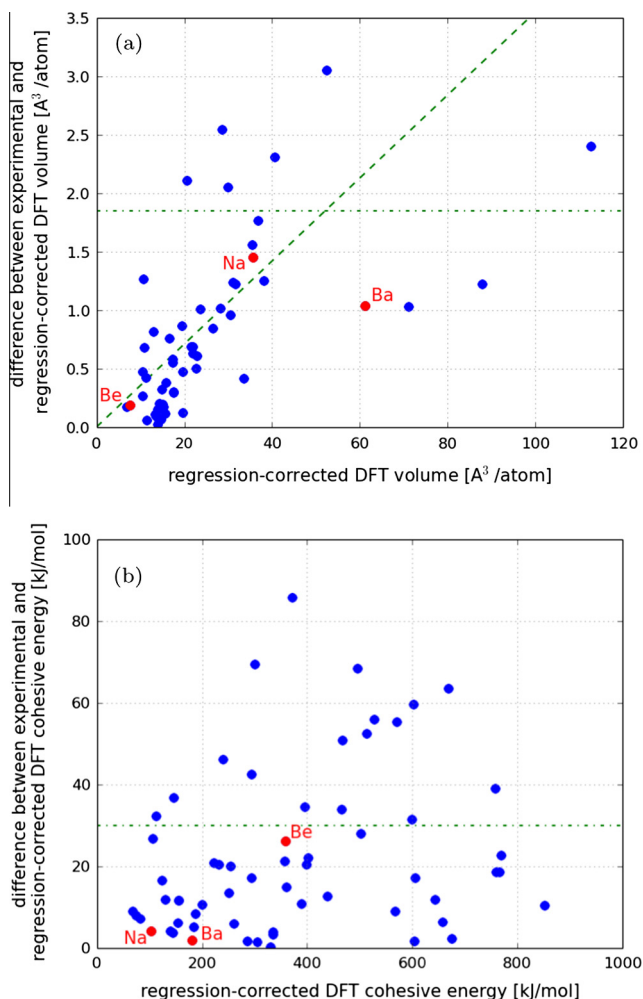 (a)
difference between experimental and
regression-corrected DFT volume [A³ /atom]
3.5
3.0
2.5
2.0
1.5
1.0
0.5
0.0
Na
Ba
Be
0 20 40 60 80 100 120
regression-corrected DFT volume [A³ /atom]
(b)
difference between experimental and
regression-corrected DFT cohesive energy [kJ/mol]
100
80
60
40
20
0
Be
Na
Ba
0 200 400 600 800 1000
regression-corrected DFT cohesive energy [kJ/mol]